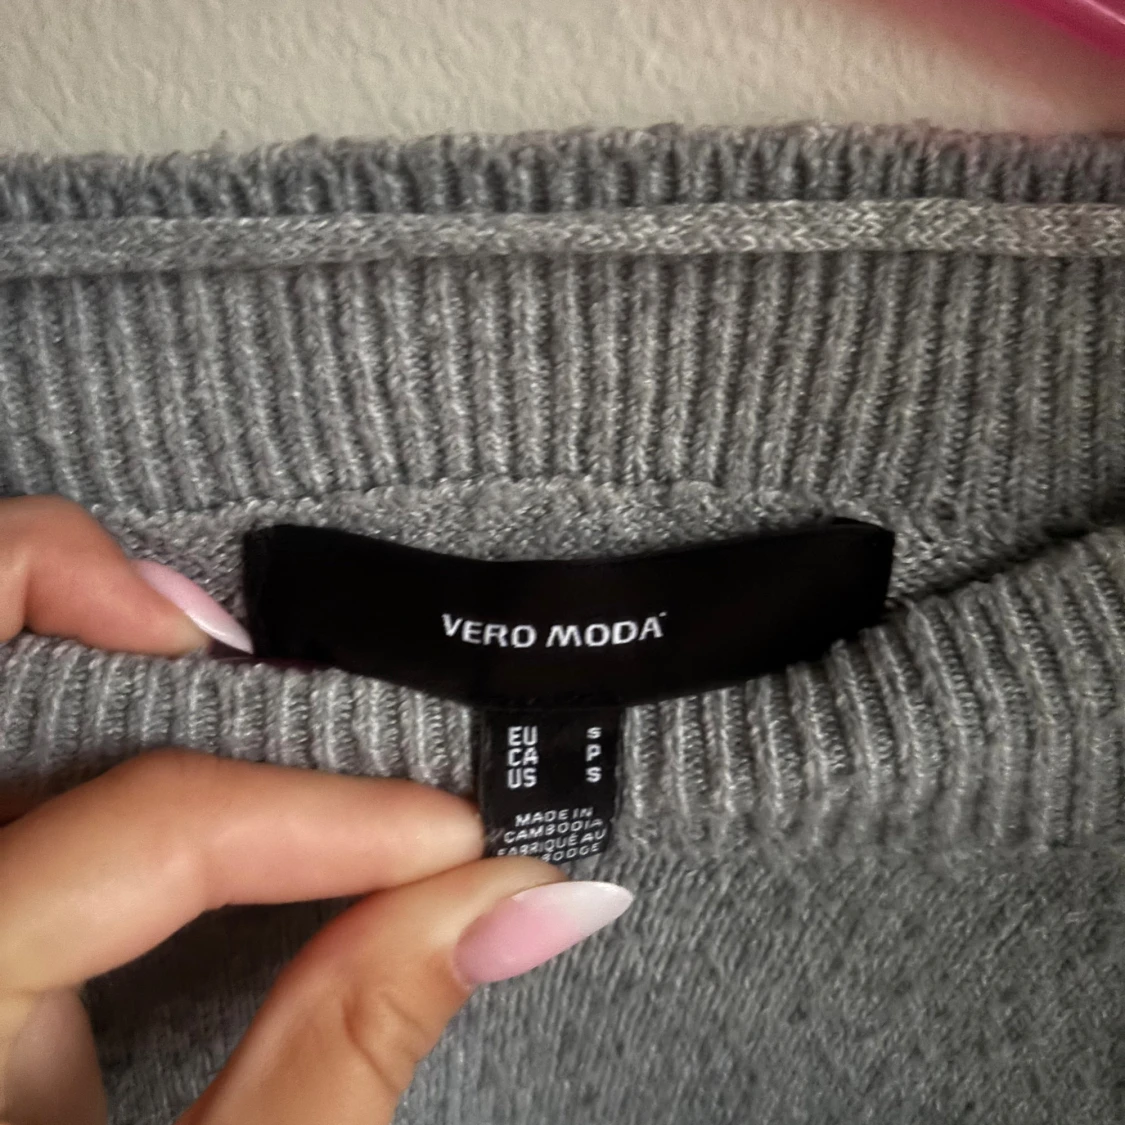 VERO MODA
EU S
CA P
US S
MADE IN
CAMBODIA
FABRIQUÉ AU